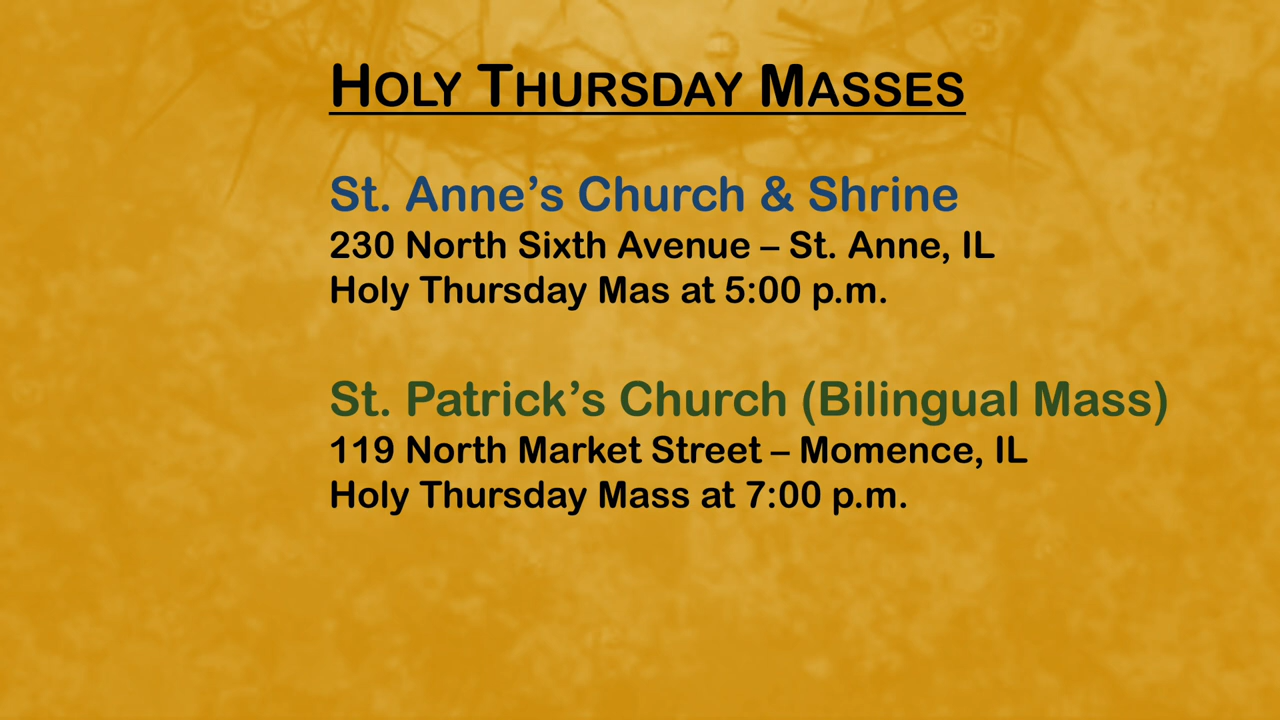 HOLY THURSDAY MASSES
St. Anne’s Church & Shrine
230 North Sixth Avenue – St. Anne, IL
Holy Thursday Mas at 5:00 p.m.
St. Patrick’s Church (Bilingual Mass)
119 North Market Street – Momence, IL
Holy Thursday Mass at 7:00 p.m.